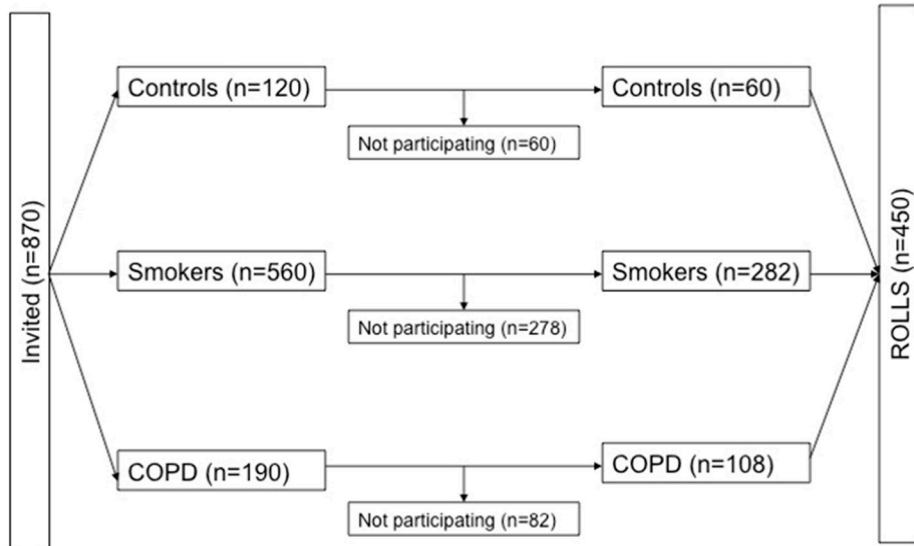 Invited (n=870)
Controls (n=120)
Controls (n=60)
Not participating (n=60)
Smokers (n=560)
Smokers (n=282)
Not participating (n=278)
COPD (n=190)
COPD (n=108)
Not participating (n=82)
ROLLS (n=450)